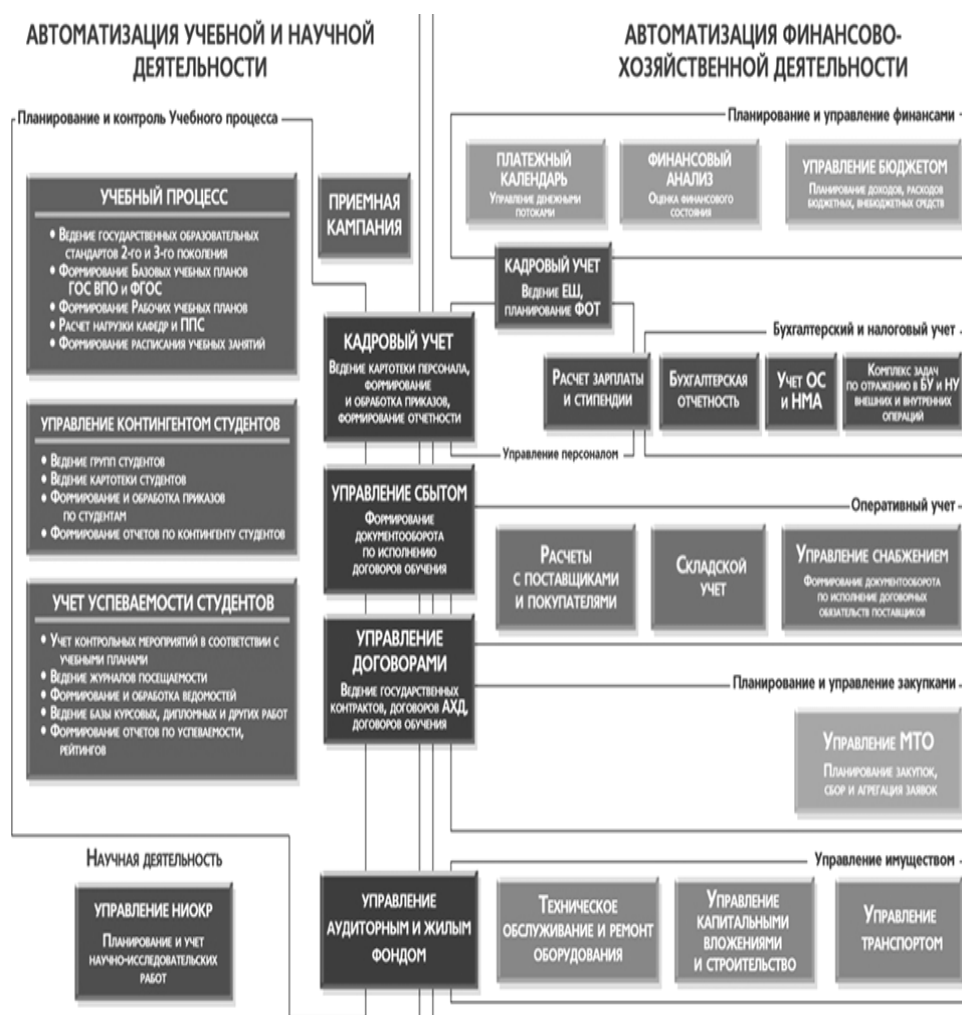 АВТОМАТИЗАЦИЯ УЧЕБНОЙ И НАУЧНОЙ
ДЕЯТЕЛЬНОСТИ
Планирование и контроль Учебного процесса
УЧЕБНЫЙ ПРОЦЕСС
• Ведение государственных образовательных
стандартов 2-го и 3-го поколения
• Формирование Базовых учебных планов
ГОС ВПО и ФГОС
• Формирование Рабочих учебных планов
• Расчет нагрузки кафедр и ППС
• Формирование расписания учебных занятий
УПРАВЛЕНИЕ КОНТИНГЕНТОМ СТУДЕНТОВ
• Ведение групп студентов
• Ведение картотеки студентов
• Формирование и обработка приказов
по студентам
• Формирование отчетов по контингенту студентов
УЧЕТ УСПЕВАЕМОСТИ СТУДЕНТОВ
• Учет контрольных мероприятий в соответствии с
учебными планами
• Ведение журналов посещаемости
• Формирование и обработка ведомостей
• Ведение базы курсовых, дипломных и других работ
• Формирование отчетов по успеваемости,
рейтингов
Научная деятельность
УПРАВЛЕНИЕ НИОКР
Планирование и учет
научно-исследовательских
работ
ПРИЕМНАЯ
КАМПАНИЯ
КАДРОВЫЙ УЧЕТ
Ведение картотеки персонала,
формирование
и обработка приказов,
формирование отчетности
УПРАВЛЕНИЕ СБЫТОМ
Формирование
документооборота
по исполнению
договоров обучения
УПРАВЛЕНИЕ
ДОГОВОРАМИ
Ведение государственных
контрактов, договоров АХД,
договоров обучения
УПРАВЛЕНИЕ
АУДИТОРНЫМ И ЖИЛЫМ
ФОНДОМ
АВТОМАТИЗАЦИЯ ФИНАНСОВО-
ХОЗЯЙСТВЕННОЙ ДЕЯТЕЛЬНОСТИ
Планирование и управление финансами
ПЛАТЕЖНЫЙ
КАЛЕНДАРЬ
Управление денежными
потоками
ФИНАНСОВЫЙ
АНАЛИЗ
Оценка финансового
состояния
УПРАВЛЕНИЕ БЮДЖЕТОМ
Планирование доходов, расходов
бюджетных, внебюджетных средств
КАДРОВЫЙ УЧЕТ
Ведение ЕШ,
планирование ФОТ
Бухгалтерский и налоговый учет
Расчет зарплаты
и стипендии
Бухгалтерская
отчетность
Учет ОС
и НМА
Комплекс задач
по отражению в БУ и НУ
внешних и внутренних
операций
Управление персоналом
Оперативный учет
Расчеты
с поставщиками
и покупателями
Складской
учет
Управление снабжением
Формирование документооборота
по исполнение договорных
обязательств поставщиков
Планирование и управление закупками
Управление МТО
Планирование закупок,
сбор и агрегация заявок
Управление имуществом
Техническое
обслуживание и ремонт
оборудования
Управление
капитальными
вложениями
и строительство
Управление
транспортом